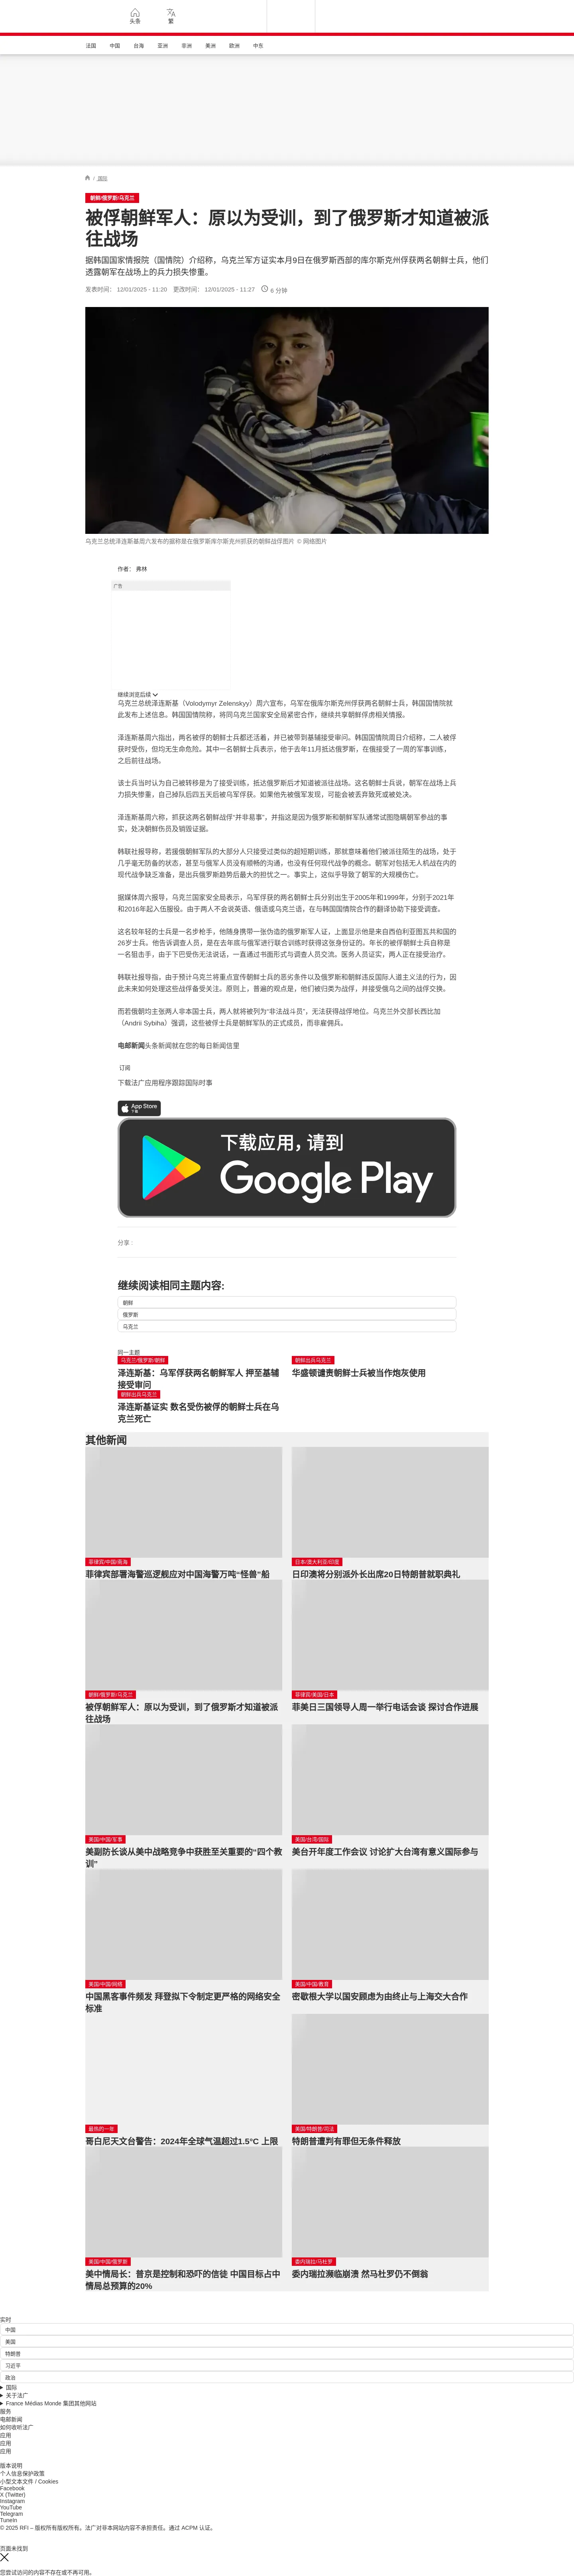 头条
繁
法国 中国 台海 亚洲 非洲 美洲 欧洲 中东
/ 国际
朝鲜/俄罗斯/乌克兰
被俘朝鲜军人：原以为受训，到了俄罗斯才知道被派
往战场
据韩国国家情报院（国情院）介绍称，乌克兰军方证实本月9日在俄罗斯西部的库尔斯克州俘获两名朝鲜士兵，他们
透露朝军在战场上的兵力损失惨重。
发表时间： 12/01/2025 - 11:20 更改时间： 12/01/2025 - 11:27 6 分钟
乌克兰总统泽连斯基周六发布的据称是在俄罗斯库尔斯克州抓获的朝鲜战俘图片 © 网络图片
作者： 弗林
广告
继续浏览后续
乌克兰总统泽连斯基（Volodymyr Zelenskyy）周六宣布，乌军在俄库尔斯克州俘获两名朝鲜士兵，韩国国情院就
此发布上述信息。韩国国情院称，将同乌克兰国家安全局紧密合作，继续共享朝鲜俘虏相关情报。
泽连斯基周六指出，两名被俘的朝鲜士兵都还活着，并已被带到基辅接受审问。韩国国情院周日介绍称，二人被俘
获时受伤，但均无生命危险。其中一名朝鲜士兵表示，他于去年11月抵达俄罗斯，在俄接受了一周的军事训练，
之后前往战场。
该士兵当时认为自己被转移是为了接受训练，抵达俄罗斯后才知道被派往战场。这名朝鲜士兵说，朝军在战场上兵
力损失惨重，自己掉队后四五天后被乌军俘获。如果他先被俄军发现，可能会被丢弃致死或被处决。
泽连斯基周六称，抓获这两名朝鲜战俘“并非易事”，并指这是因为俄罗斯和朝鲜军队通常试图隐瞒朝军参战的事
实，处决朝鲜伤员及销毁证据。
韩联社报导称，若援俄朝鲜军队的大部分人只接受过类似的超短期训练，那就意味着他们被派往陌生的战场，处于
几乎毫无防备的状态，甚至与俄军人员没有顺畅的沟通，也没有任何现代战争的概念。朝军对包括无人机战在内的
现代战争缺乏准备，是出兵俄罗斯趋势后最大的担忧之一。事实上，这似乎导致了朝军的大规模伤亡。
据媒体周六报导，乌克兰国家安全局表示，乌军俘获的两名朝鲜士兵分别出生于2005年和1999年，分别于2021年
和2016年起入伍服役。由于两人不会说英语、俄语或乌克兰语，在与韩国国情院合作的翻译协助下接受调查。
这名较年轻的士兵是一名步枪手，他随身携带一张伪造的俄罗斯军人证，上面显示他是来自西伯利亚图瓦共和国的
26岁士兵。他告诉调查人员，是在去年底与俄军进行联合训练时获得这张身份证的。年长的被俘朝鲜士兵自称是
一名狙击手，由于下巴受伤无法说话，一直通过书面形式与调查人员交流。医务人员证实，两人正在接受治疗。
韩联社报导指，由于预计乌克兰将重点宣传朝鲜士兵的恶劣条件以及俄罗斯和朝鲜违反国际人道主义法的行为，因
此未来如何处理这些战俘备受关注。原则上，普遍的观点是，他们被归类为战俘，并接受俄乌之间的战俘交换。
而若俄朝均主张两人非本国士兵，两人就将被列为“非法战斗员”，无法获得战俘地位。乌克兰外交部长西比加
（Andrii Sybiha）强调，这些被俘士兵是朝鲜军队的正式成员，而非雇佣兵。
电邮新闻头条新闻就在您的每日新闻信里
订阅
下载法广应用程序跟踪国际时事
App Store
下载
下载应用，请到
Google Play
分享 :
继续阅读相同主题内容:
朝鲜
俄罗斯
乌克兰
同一主题
乌克兰/俄罗斯/朝鲜
泽连斯基：乌军俘获两名朝鲜军人 押至基辅
接受审问
朝鲜出兵乌克兰
华盛顿谴责朝鲜士兵被当作炮灰使用
朝鲜出兵乌克兰
泽连斯基证实 数名受伤被俘的朝鲜士兵在乌
克兰死亡
其他新闻
菲律宾/中国/南海
菲律宾部署海警巡逻舰应对中国海警万吨“怪兽”船
日本/澳大利亚/印度
日印澳将分别派外长出席20日特朗普就职典礼
朝鲜/俄罗斯/乌克兰
被俘朝鲜军人：原以为受训，到了俄罗斯才知道被派
往战场
菲律宾/美国/日本
菲美日三国领导人周一举行电话会谈 探讨合作进展
美国/中国/军事
美副防长谈从美中战略竞争中获胜至关重要的“四个教
训”
美国/台湾/国际
美台开年度工作会议 讨论扩大台湾有意义国际参与
美国/中国/网络
中国黑客事件频发 拜登拟下令制定更严格的网络安全
标准
美国/中国/教育
密歇根大学以国安顾虑为由终止与上海交大合作
最热的一年
哥白尼天文台警告：2024年全球气温超过1.5°C 上限
美国/特朗普/司法
特朗普遭判有罪但无条件释放
美国/中国/俄罗斯
美中情局长：普京是控制和恐吓的信徒 中国目标占中
情局总预算的20%
委内瑞拉/马杜罗
委内瑞拉濒临崩溃 然马杜罗仍不倒翁
实时
中国
美国
特朗普
习近平
政治
国际
关于法广
France Médias Monde 集团其他网站
服务
电邮新闻
如何收听法广
应用
应用
应用
版本说明
个人信息保护政策
小型文本文件 / Cookies
Facebook
X (Twitter)
Instagram
YouTube
Telegram
TuneIn
© 2025 RFI – 版权所有版权所有。法广对非本网站内容不承担责任。通过 ACPM 认证。
页面未找到
您尝试访问的内容不存在或不再可用。